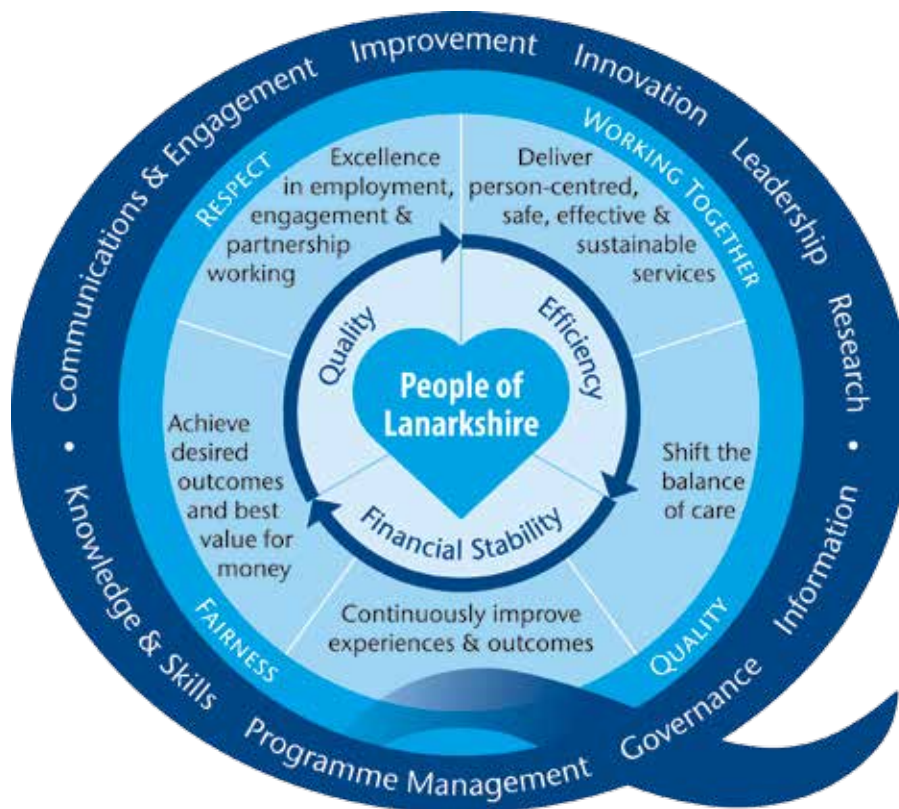 Communications & Engagement
Improvement
Innovation
Leadership
Research
•
Information
Governance
Programme Management
Knowledge & Skills
•
RESPECT
WORKING TOGETHER
QUALITY
FAIRNESS
Excellence
in employment,
engagement &
partnership
working
Deliver
person-centred,
safe, effective &
sustainable
services
Shift the
balance
of care
Continuously improve
experiences & outcomes
Achieve
desired
outcomes
and best
value for
money
Quality
Efficiency
Financial Stability
People of
Lanarkshire